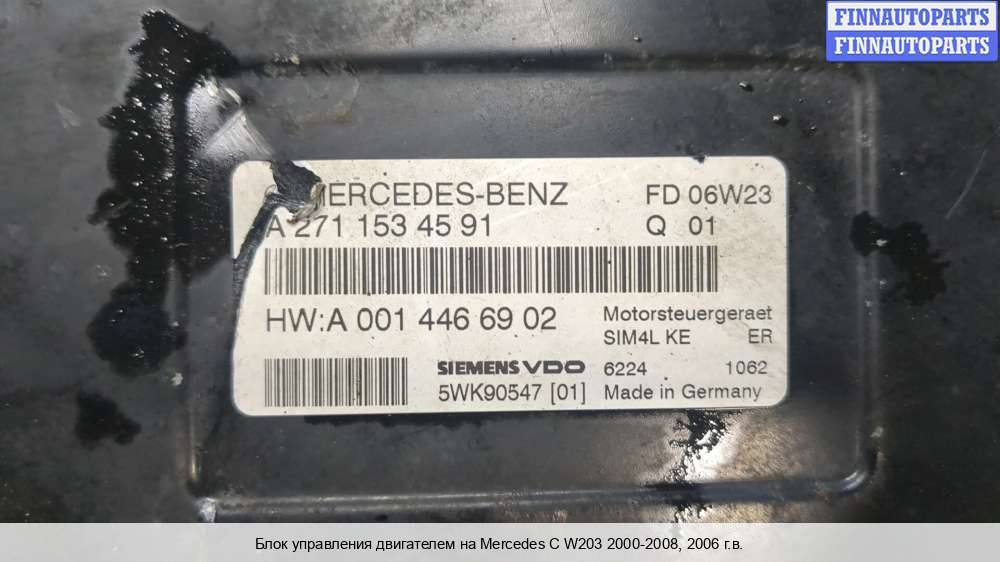 FINNAUTOPARTS
FINNAUTOPARTS
MERCEDES-BENZ FD 06W23
A 271 153 45 91 Q 01
HW:A 001 446 69 02 Motorsteuergeraet
SIM4L KE ER
SIEMENS VDO 6224 1062
5WK90547 [01] Made in Germany
Блок управления двигателем на Mercedes C W203 2000-2008, 2006 г.в.